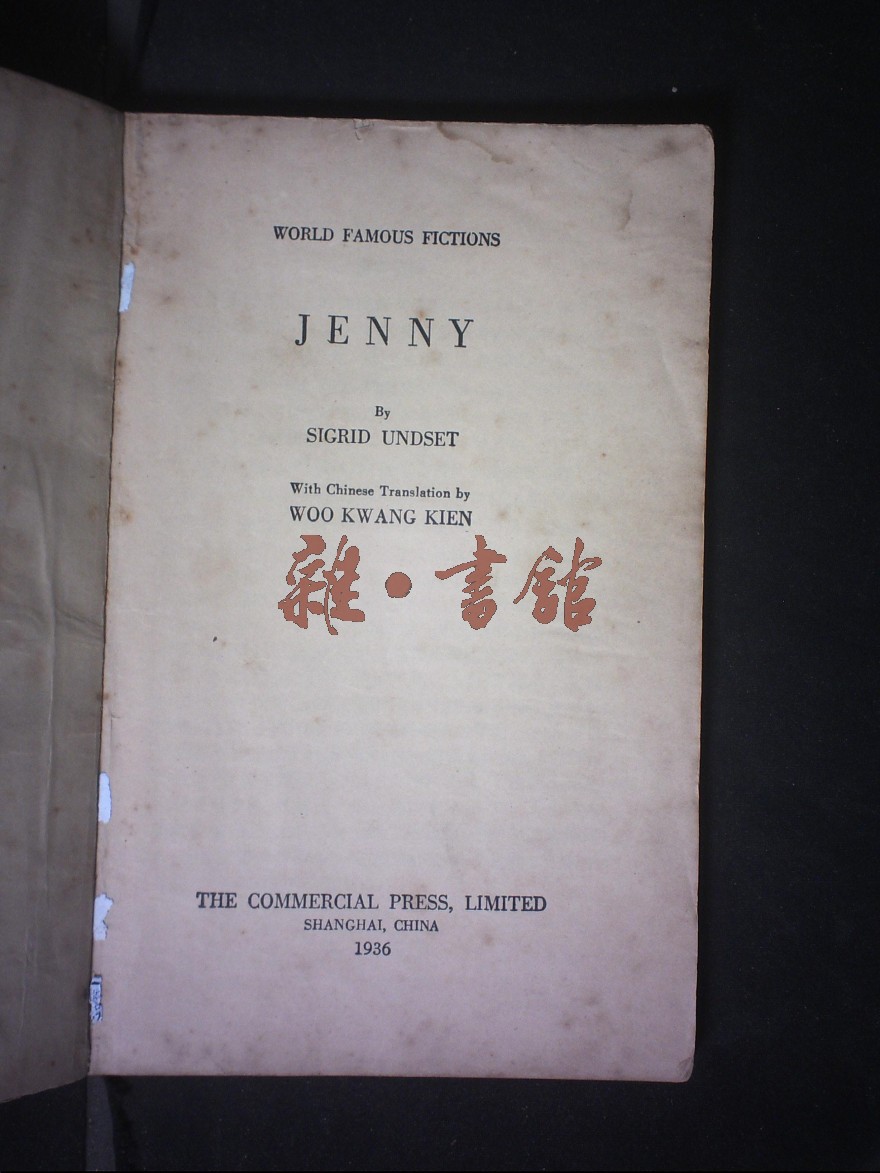 WORLD FAMOUS FICTIONS
JENNY
By
SIGRID UNDSET
With Chinese Translation by
WOO KWANG KIEN
雜·書館
THE COMMERCIAL PRESS, LIMITED
SHANGHAI, CHINA
1936